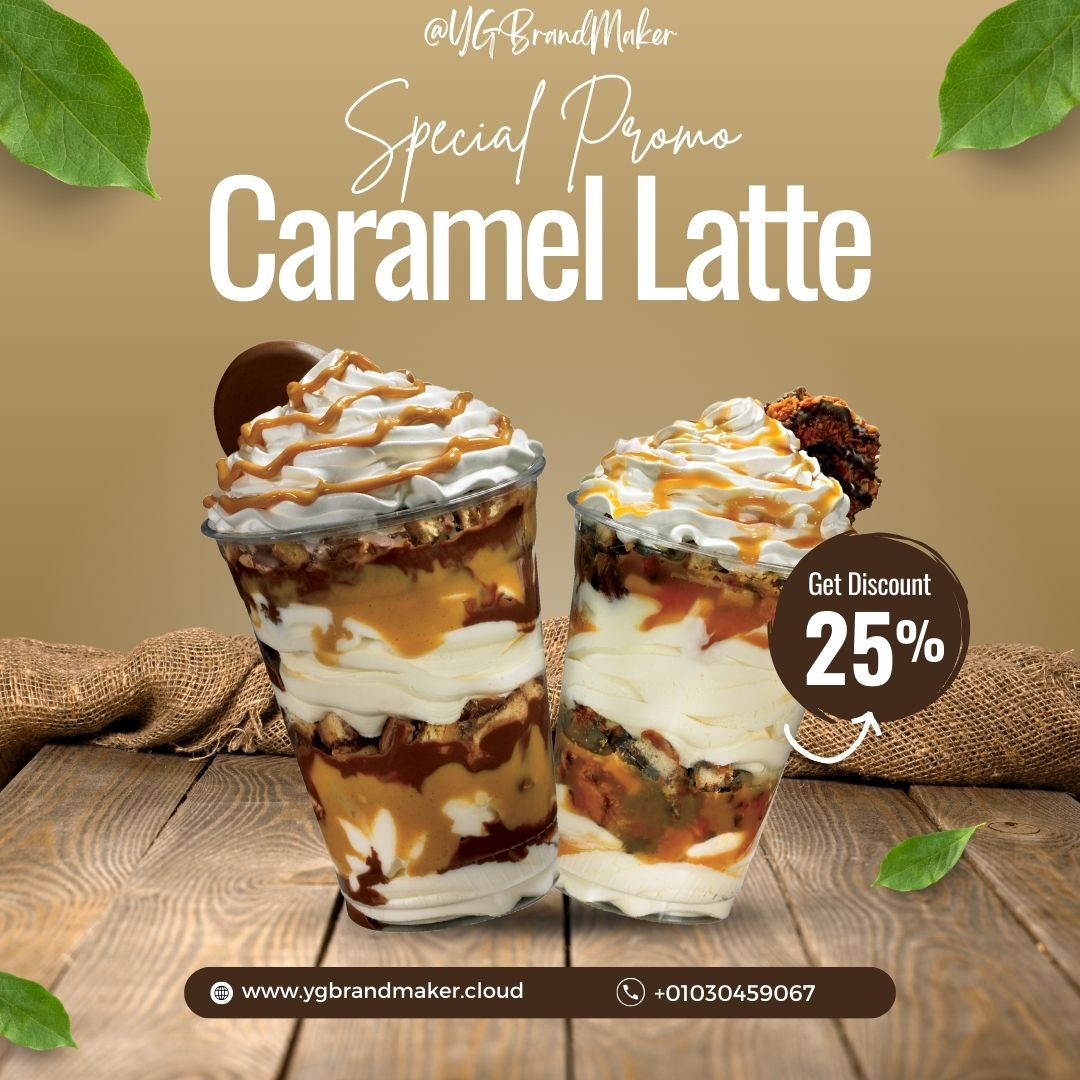 @YGBrandMaker
Special Promo
Caramel Latte
Get Discount
25%
www.ygbrandmaker.cloud
+01030459067